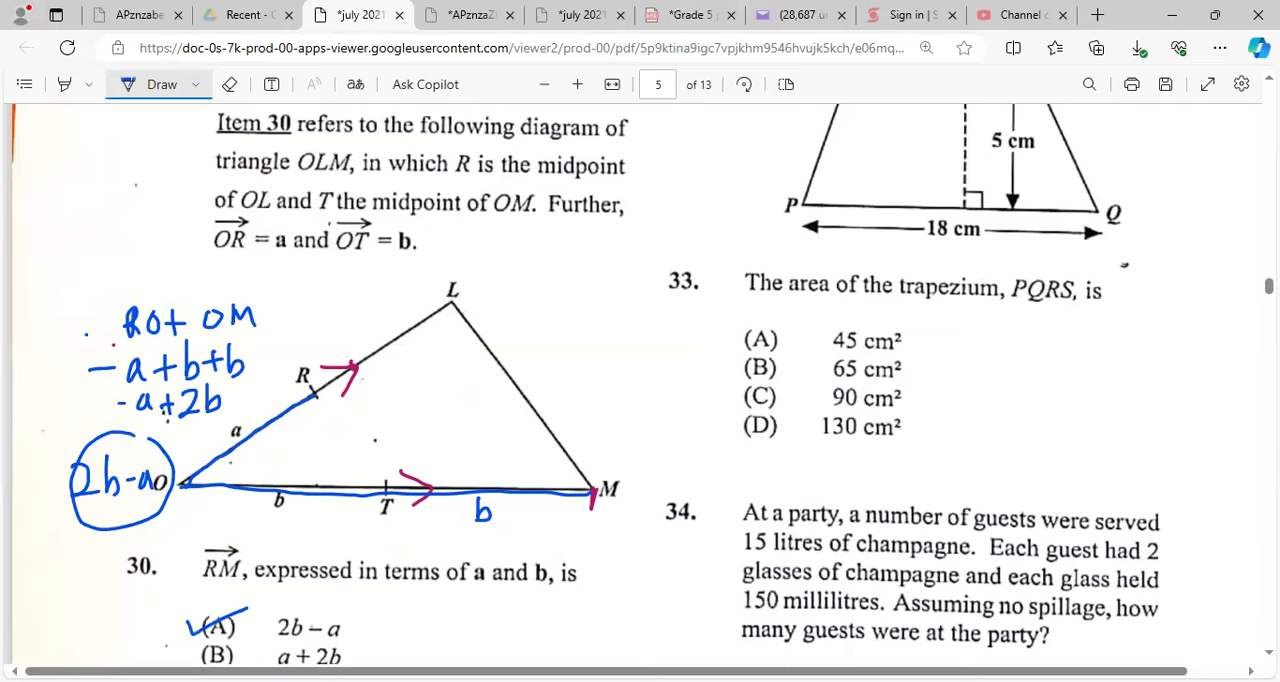 APznzabe
Recent - G
*july 2021
*APznzaZ
*july 2021
*Grade 5
(28,687 u
Sign in | S
Channel c
https://doc-0s-7k-prod-00-apps-viewer.googleusercontent.com/viewer2/prod-00/pdf/5p9ktina9igc7vpjkhm9546hvujk5kch/e06mq...
Draw
Ask Copilot
5 of 13
Item 30 refers to the following diagram of
triangle OLM, in which R is the midpoint
of OL and T the midpoint of OM. Further,
OR = a and OT = b.
L
RO+ OM
- a+b+b
-a+2b
2b-a
R
a
O
b
T
b
M
30. RM, expressed in terms of a and b, is
(A) 2b – a
(B) a + 2b
5 cm
P
Q
18 cm
33. The area of the trapezium, PQRS, is
(A) 45 cm²
(B) 65 cm²
(C) 90 cm²
(D) 130 cm²
34. At a party, a number of guests were served
15 litres of champagne. Each guest had 2
glasses of champagne and each glass held
150 millilitres. Assuming no spillage, how
many guests were at the party?